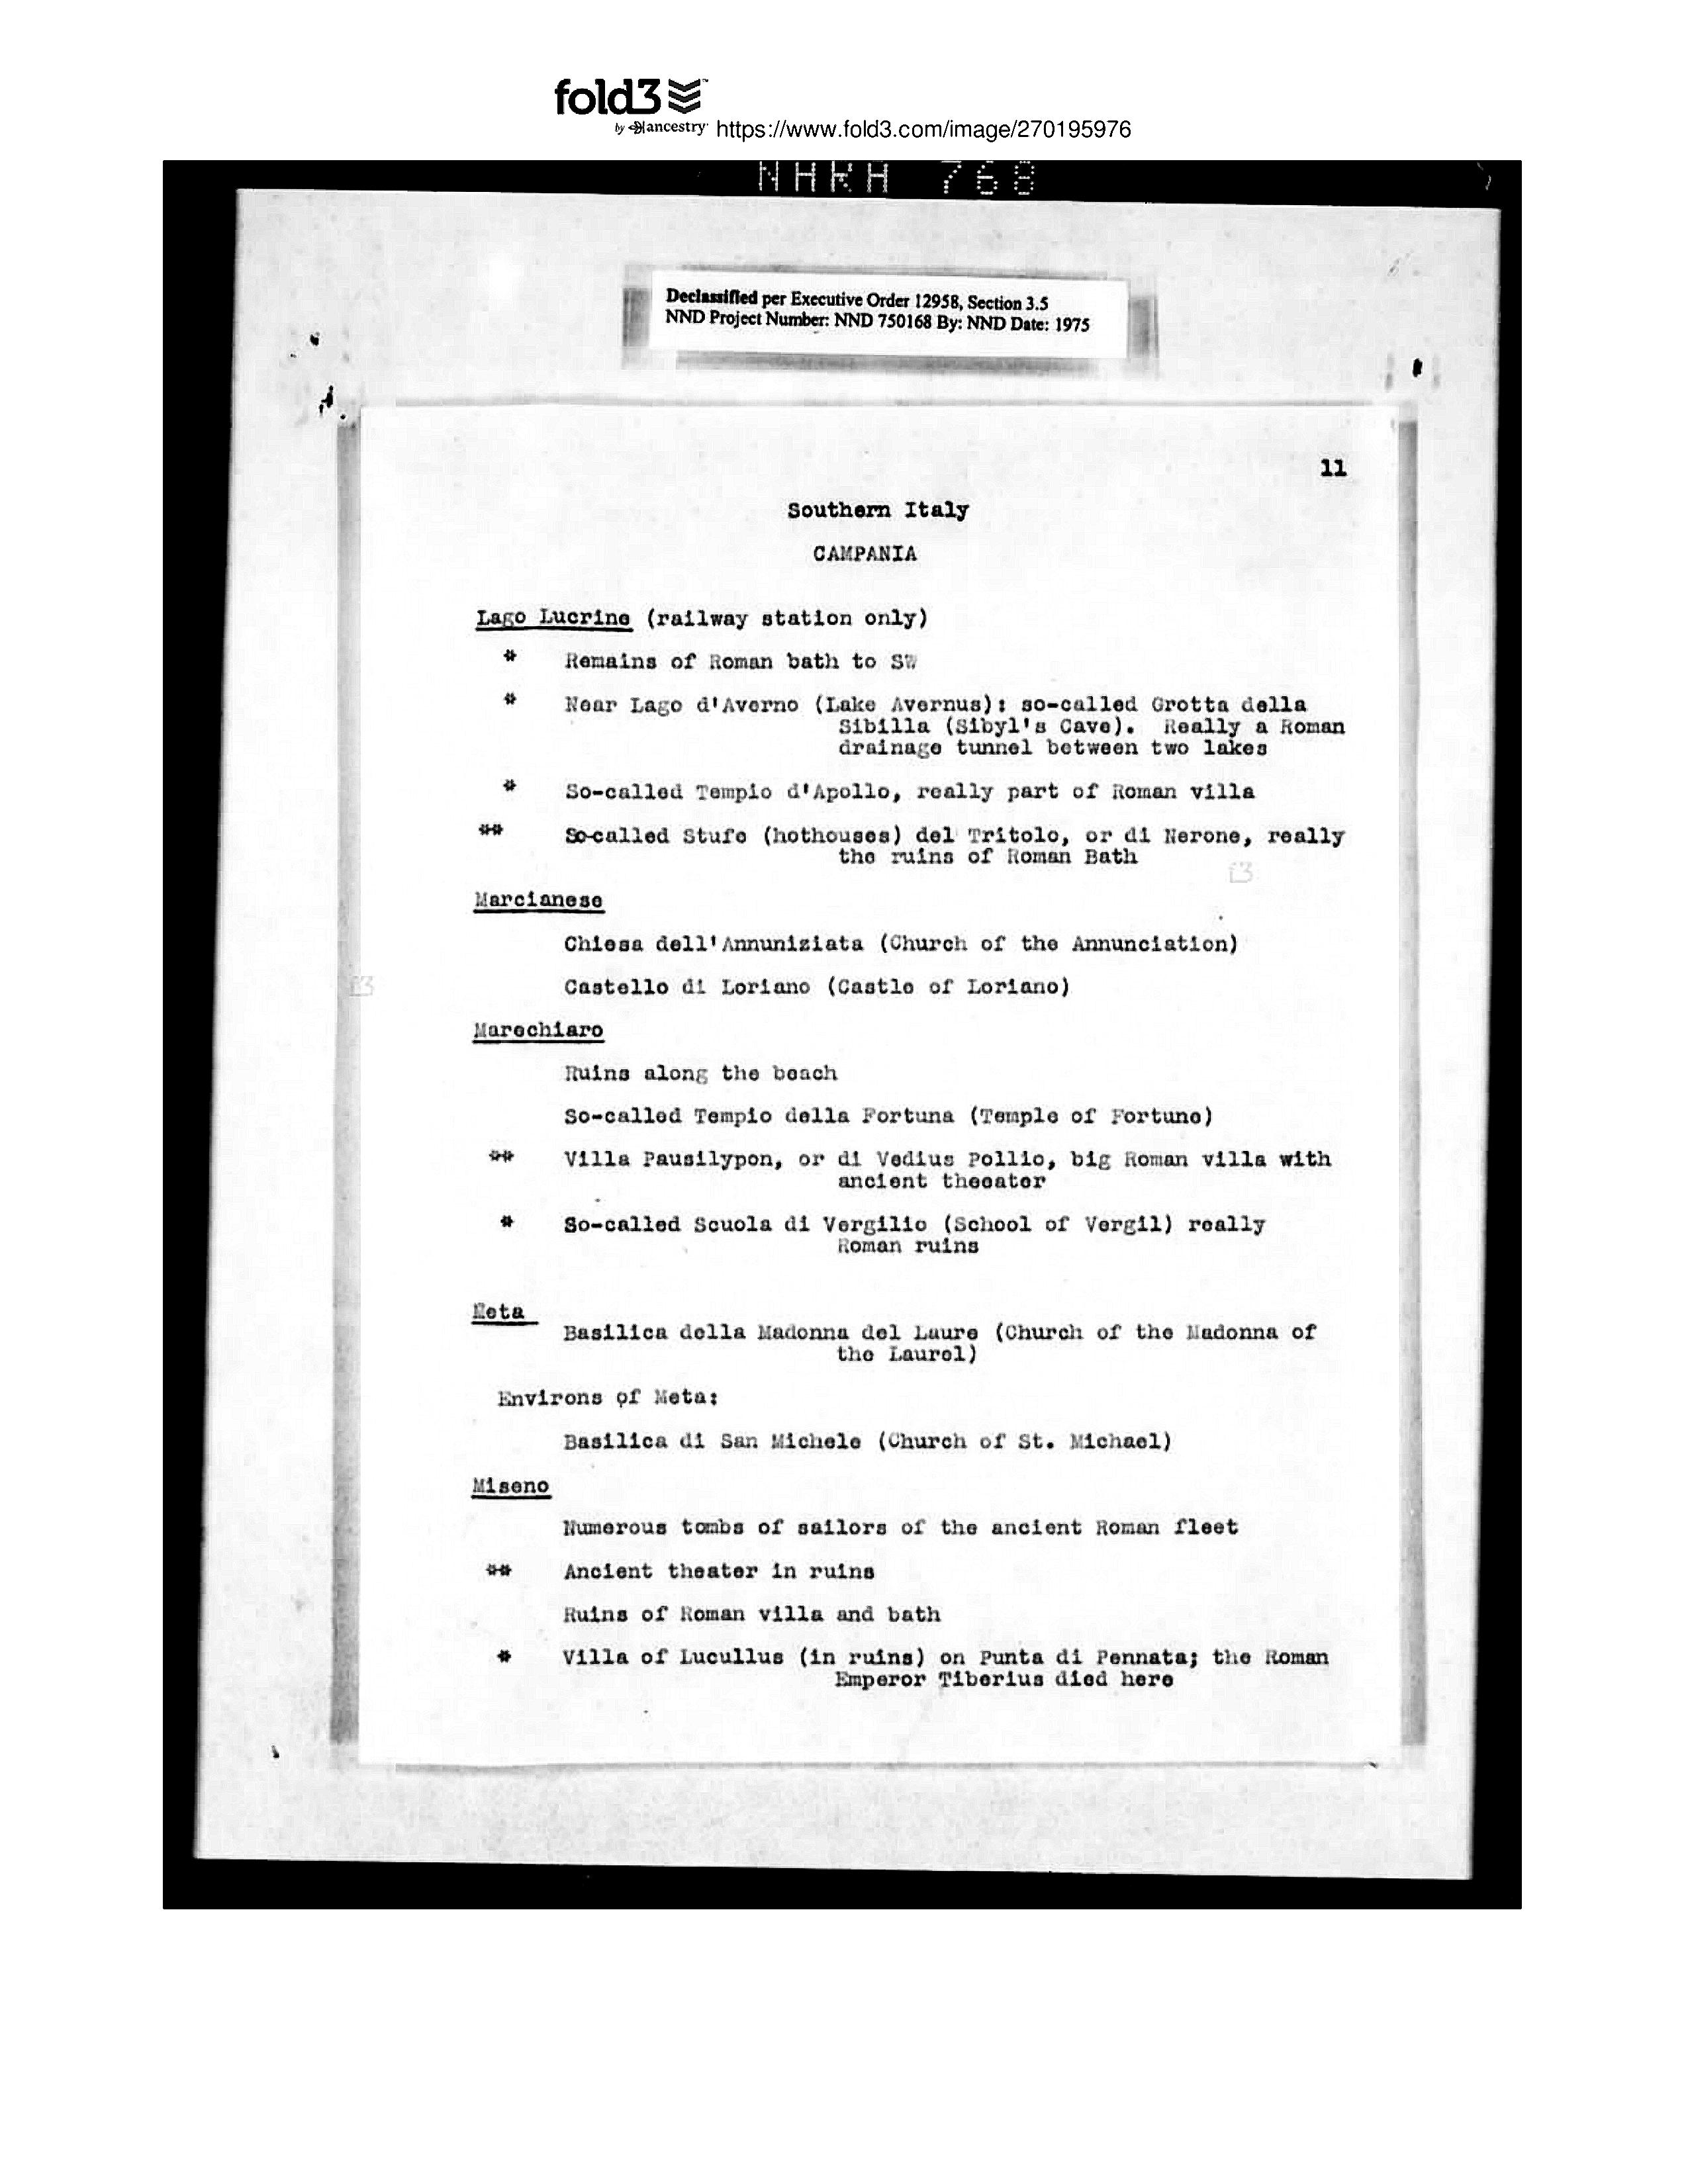 fold3
by ancestry
https://www.fold3.com/image/270195976
NARA 768
Declassified per Executive Order 12958, Section 3.5
NND Project Number: NND 750168 By: NND Date: 1975
11
Southern Italy
CAMPANIA
Lago Lucrine (railway station only)
* Remains of Roman bath to SW
* Near Lago d'Averno (Lake Avernus): so-called Grotta della
Sibilla (Sibyl's Cave). Really a Roman
drainage tunnel between two lakes
* So-called Tempio d'Apollo, really part of Roman villa
** So-called Stufe (hothouses) del Tritolo, or di Nerone, really
the ruins of Roman Bath
Marcianese
Chiesa dell'Annuniziata (Church of the Annunciation)
Castello di Loriano (Castle of Loriano)
Marechiaro
Ruins along the beach
So-called Tempio della Fortuna (Temple of Fortune)
** Villa Pausilypon, or di Vedius Pollio, big Roman villa with
ancient theeater
* So-called Scuola di Vergilio (School of Vergil) really
Roman ruins
Meta
Basilica della Madonna del Laure (Church of the Madonna of
the Laurel)
Environs of Meta:
Basilica di San Michele (Church of St. Michael)
Miseno
Numerous tombs of sailors of the ancient Roman fleet
** Ancient theater in ruins
Ruins of Roman villa and bath
* Villa of Lucullus (in ruins) on Punta di Pennata; the Roman
Emperor Tiberius died here